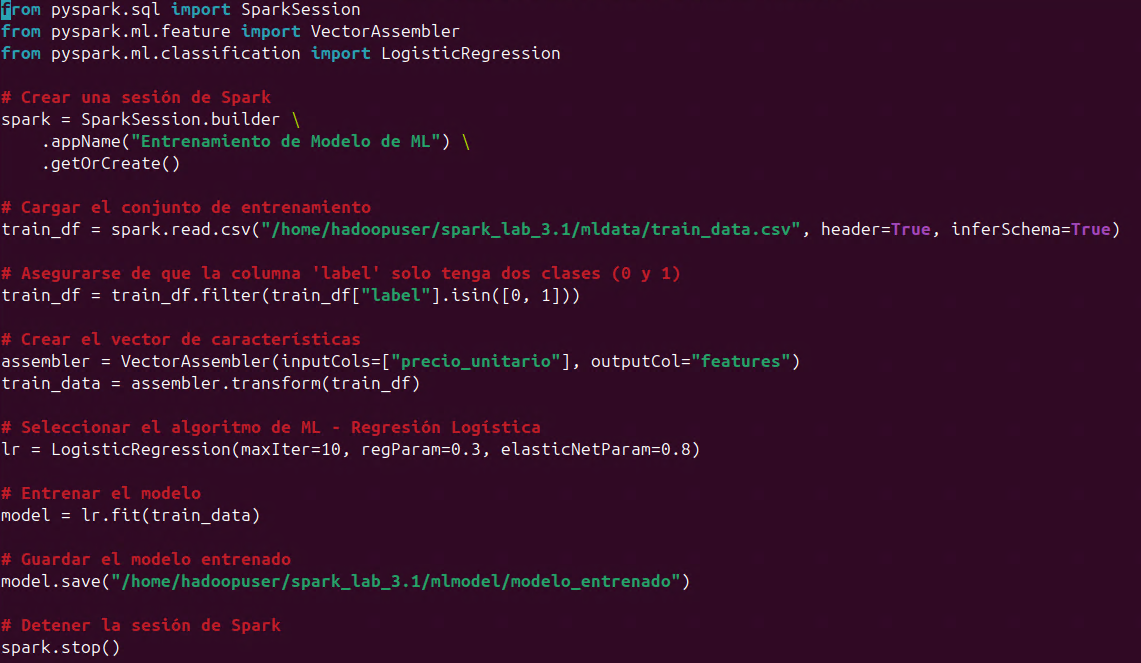 from pyspark.sql import SparkSession
from pyspark.ml.feature import VectorAssembler
from pyspark.ml.classification import LogisticRegression

# Crear una sesión de Spark
spark = SparkSession.builder \
    .appName("Entrenamiento de Modelo de ML") \
    .getOrCreate()

# Cargar el conjunto de entrenamiento
train_df = spark.read.csv("/home/hadoopuser/spark_lab_3.1/mldata/train_data.csv", header=True, inferSchema=True)

# Asegurarse de que la columna 'label' solo tenga dos clases (0 y 1)
train_df = train_df.filter(train_df["label"].isin([0, 1]))

# Crear el vector de características
assembler = VectorAssembler(inputCols=["precio_unitario"], outputCol="features")
train_data = assembler.transform(train_df)

# Seleccionar el algoritmo de ML - Regresión Logística
lr = LogisticRegression(maxIter=10, regParam=0.3, elasticNetParam=0.8)

# Entrenar el modelo
model = lr.fit(train_data)

# Guardar el modelo entrenado
model.save("/home/hadoopuser/spark_lab_3.1/mlmodel/modelo_entrenado")

# Detener la sesión de Spark
spark.stop()